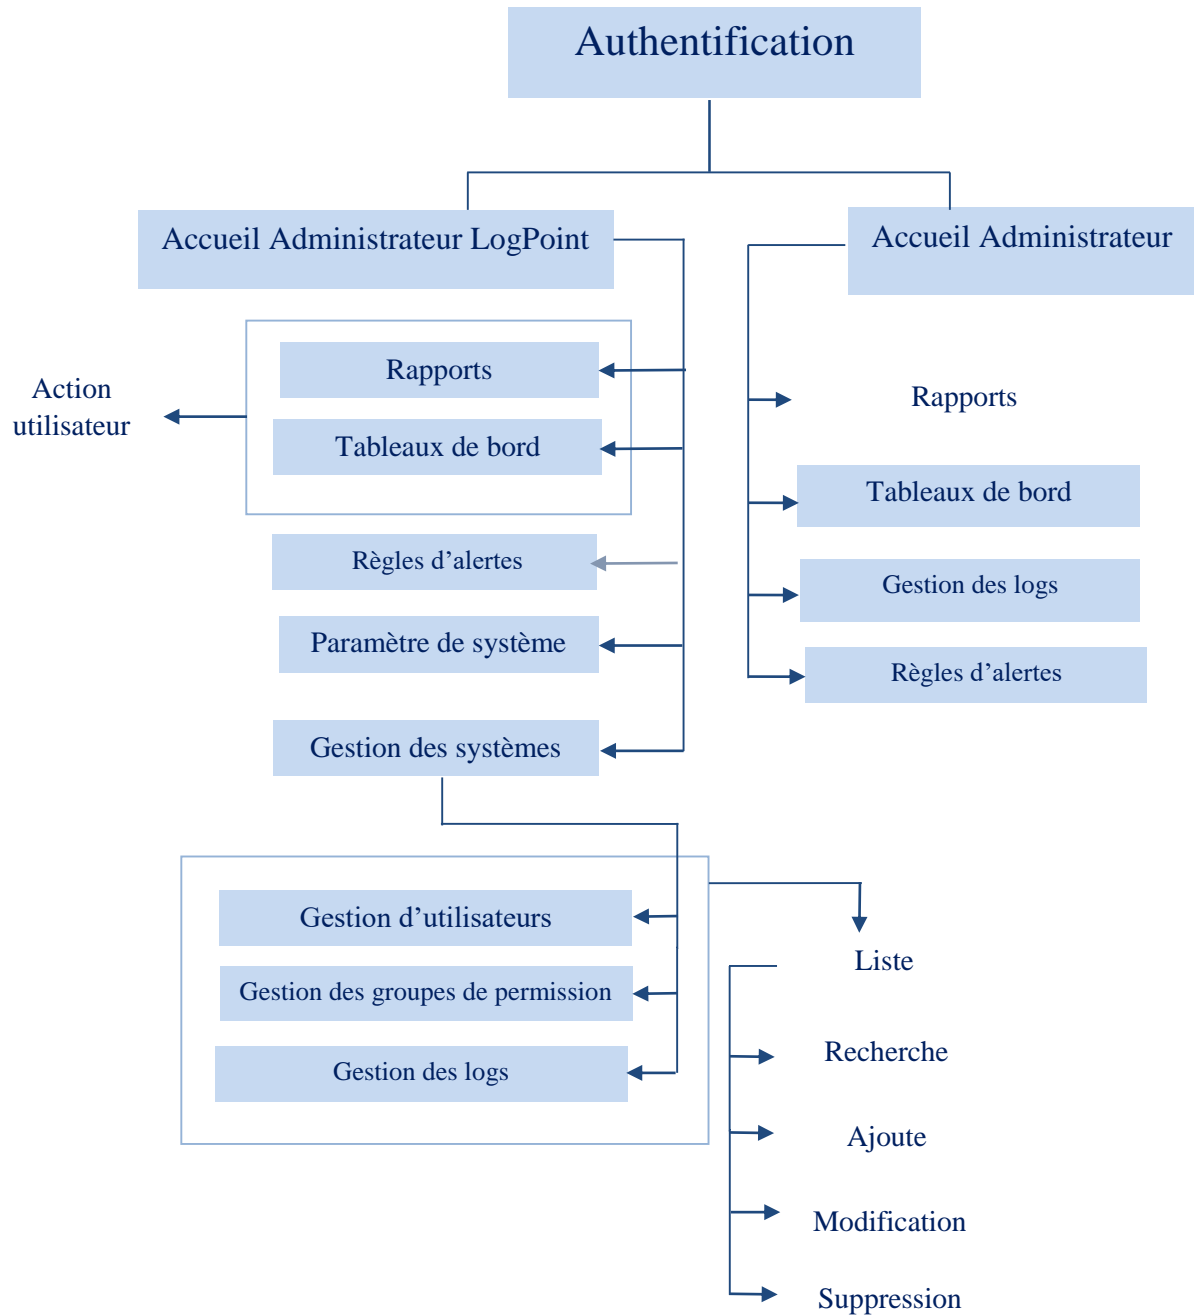 Authentification
Accueil Administrateur LogPoint
Accueil Administrateur
Rapports
Action
utilisateur
Tableaux de bord
Règles d’alertes
Paramètre de système
Gestion des systèmes
Rapports
Tableaux de bord
Gestion des logs
Règles d’alertes
Gestion d’utilisateurs
Gestion des groupes de permission
Gestion des logs
Liste
Recherche
Ajoute
Modification
Suppression